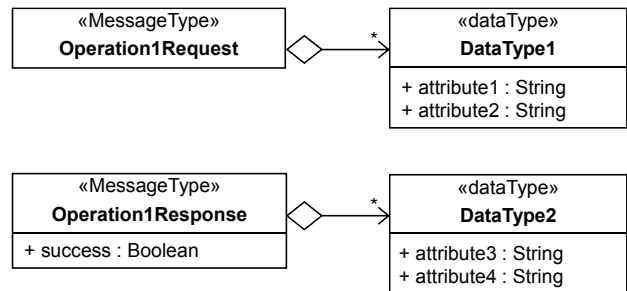 «MessageType»
Operation1Request
*
«dataType»
DataType1
+ attribute1 : String
+ attribute2 : String
«MessageType»
Operation1Response
+ success : Boolean
*
«dataType»
DataType2
+ attribute3 : String
+ attribute4 : String